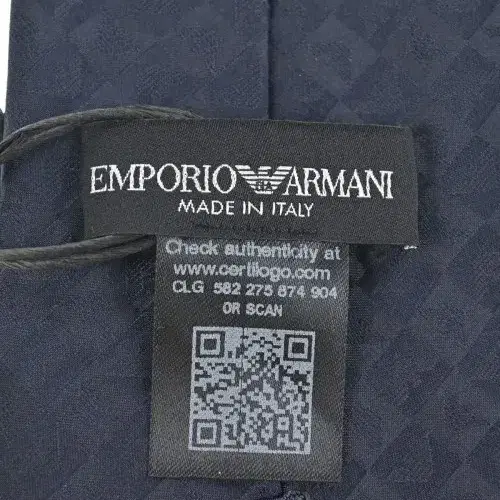 EMPORIO ARMANI
MADE IN ITALY
Check authenticity at
www.certilogo.com
CLG 582 275 874 904
OR SCAN